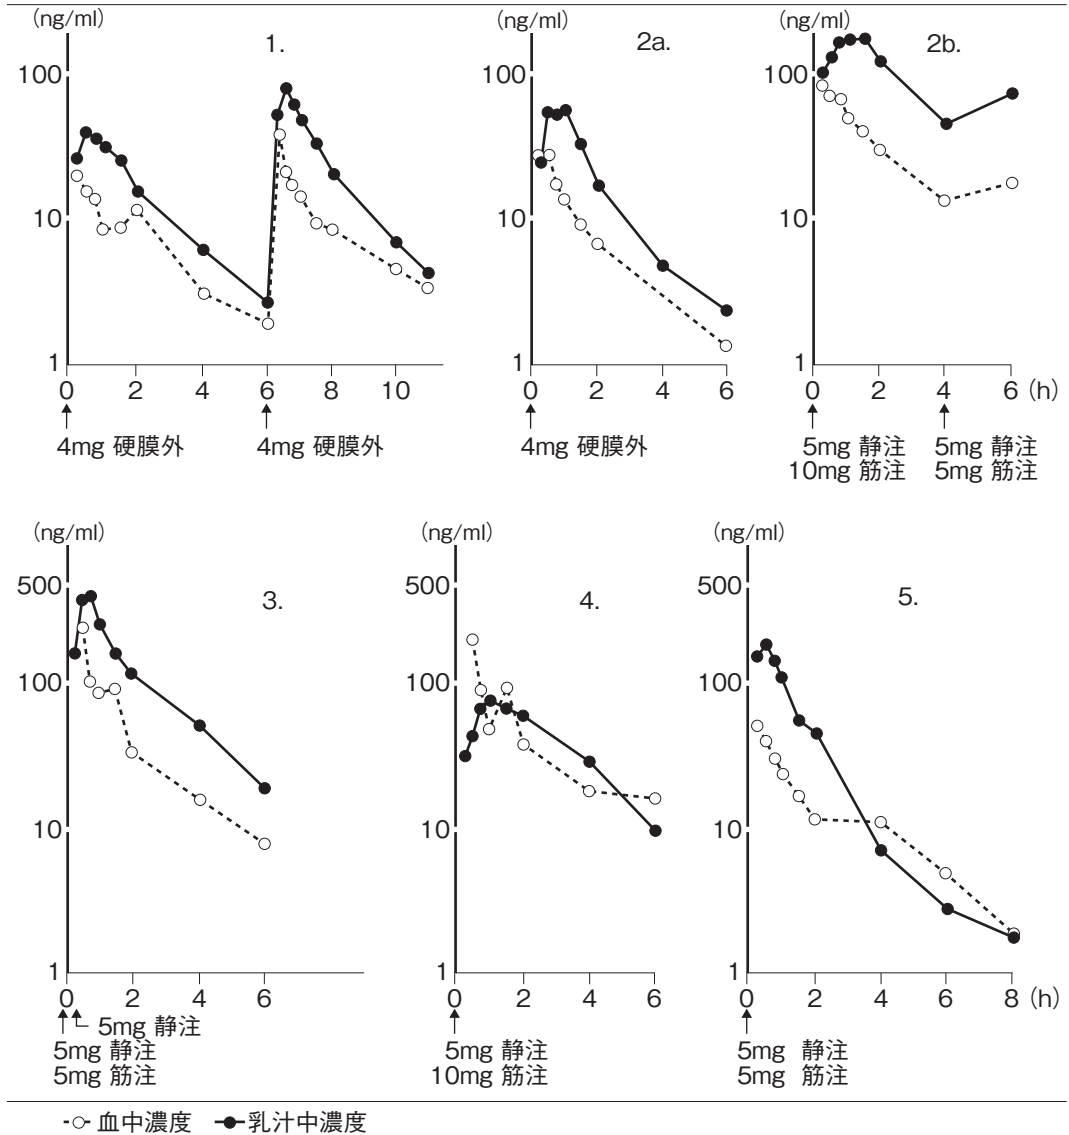 (ng/ml)
1.
100
10
1
0 2 4 6 8 10
4mg 硬膜外 4mg 硬膜外
(ng/ml)
2a.
100
10
1
0 2 4 6
4mg 硬膜外
(ng/ml)
2b.
100
10
1
0 2 4 6 (h)
5mg 静注 5mg 静注
10mg 筋注 5mg 筋注
(ng/ml)
500
3.
100
10
1
0 2 4 6
5mg 静注
5mg 静注
5mg 筋注
(ng/ml)
500
4.
100
10
1
0 2 4 6
5mg 静注
10mg 筋注
(ng/ml)
500
5.
100
10
1
0 2 4 6 8 (h)
5mg 静注
5mg 筋注
血中濃度 乳汁中濃度